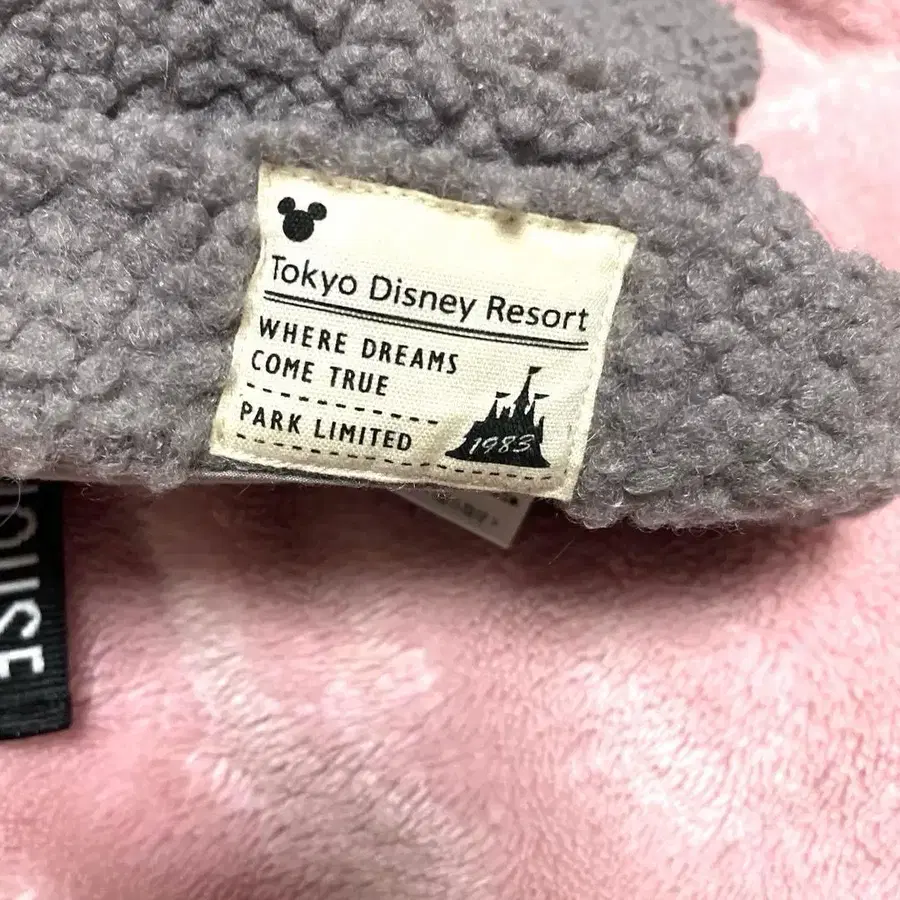 Tokyo Disney Resort
WHERE DREAMS
COME TRUE
PARK LIMITED
1983